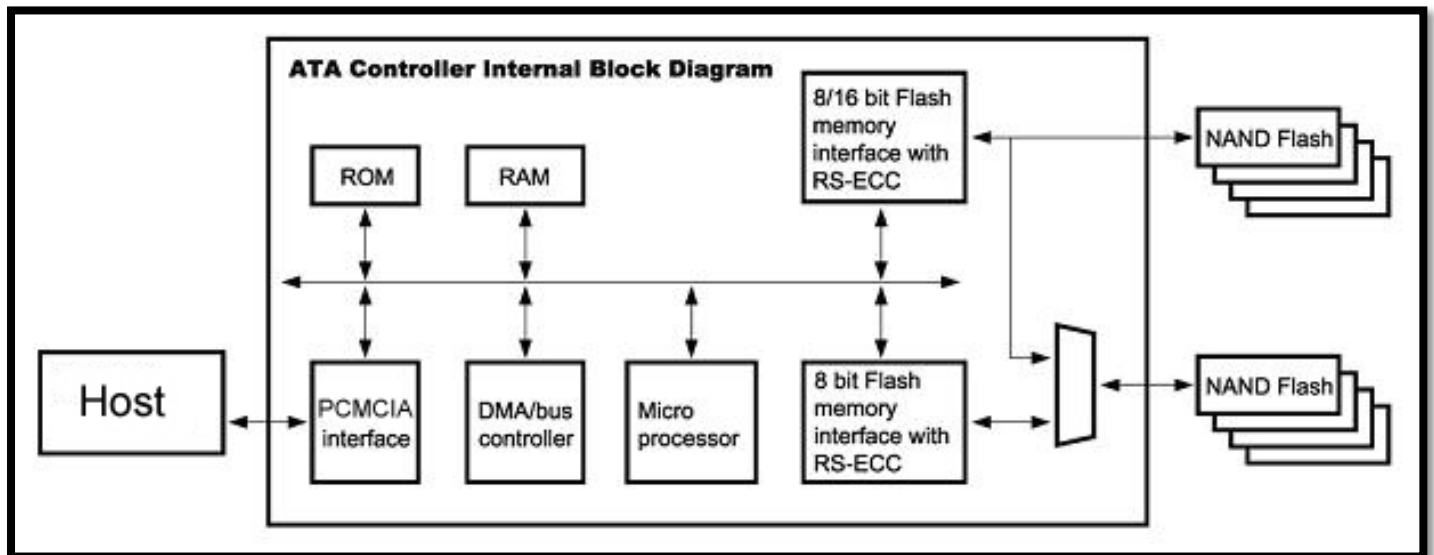 ATA Controller Internal Block Diagram
8/16 bit Flash
memory
interface with
RS-ECC
NAND Flash
ROM
RAM
Host
PCMCIA
interface
DMA/bus
controller
Micro
processor
8 bit Flash
memory
interface with
RS-ECC
NAND Flash